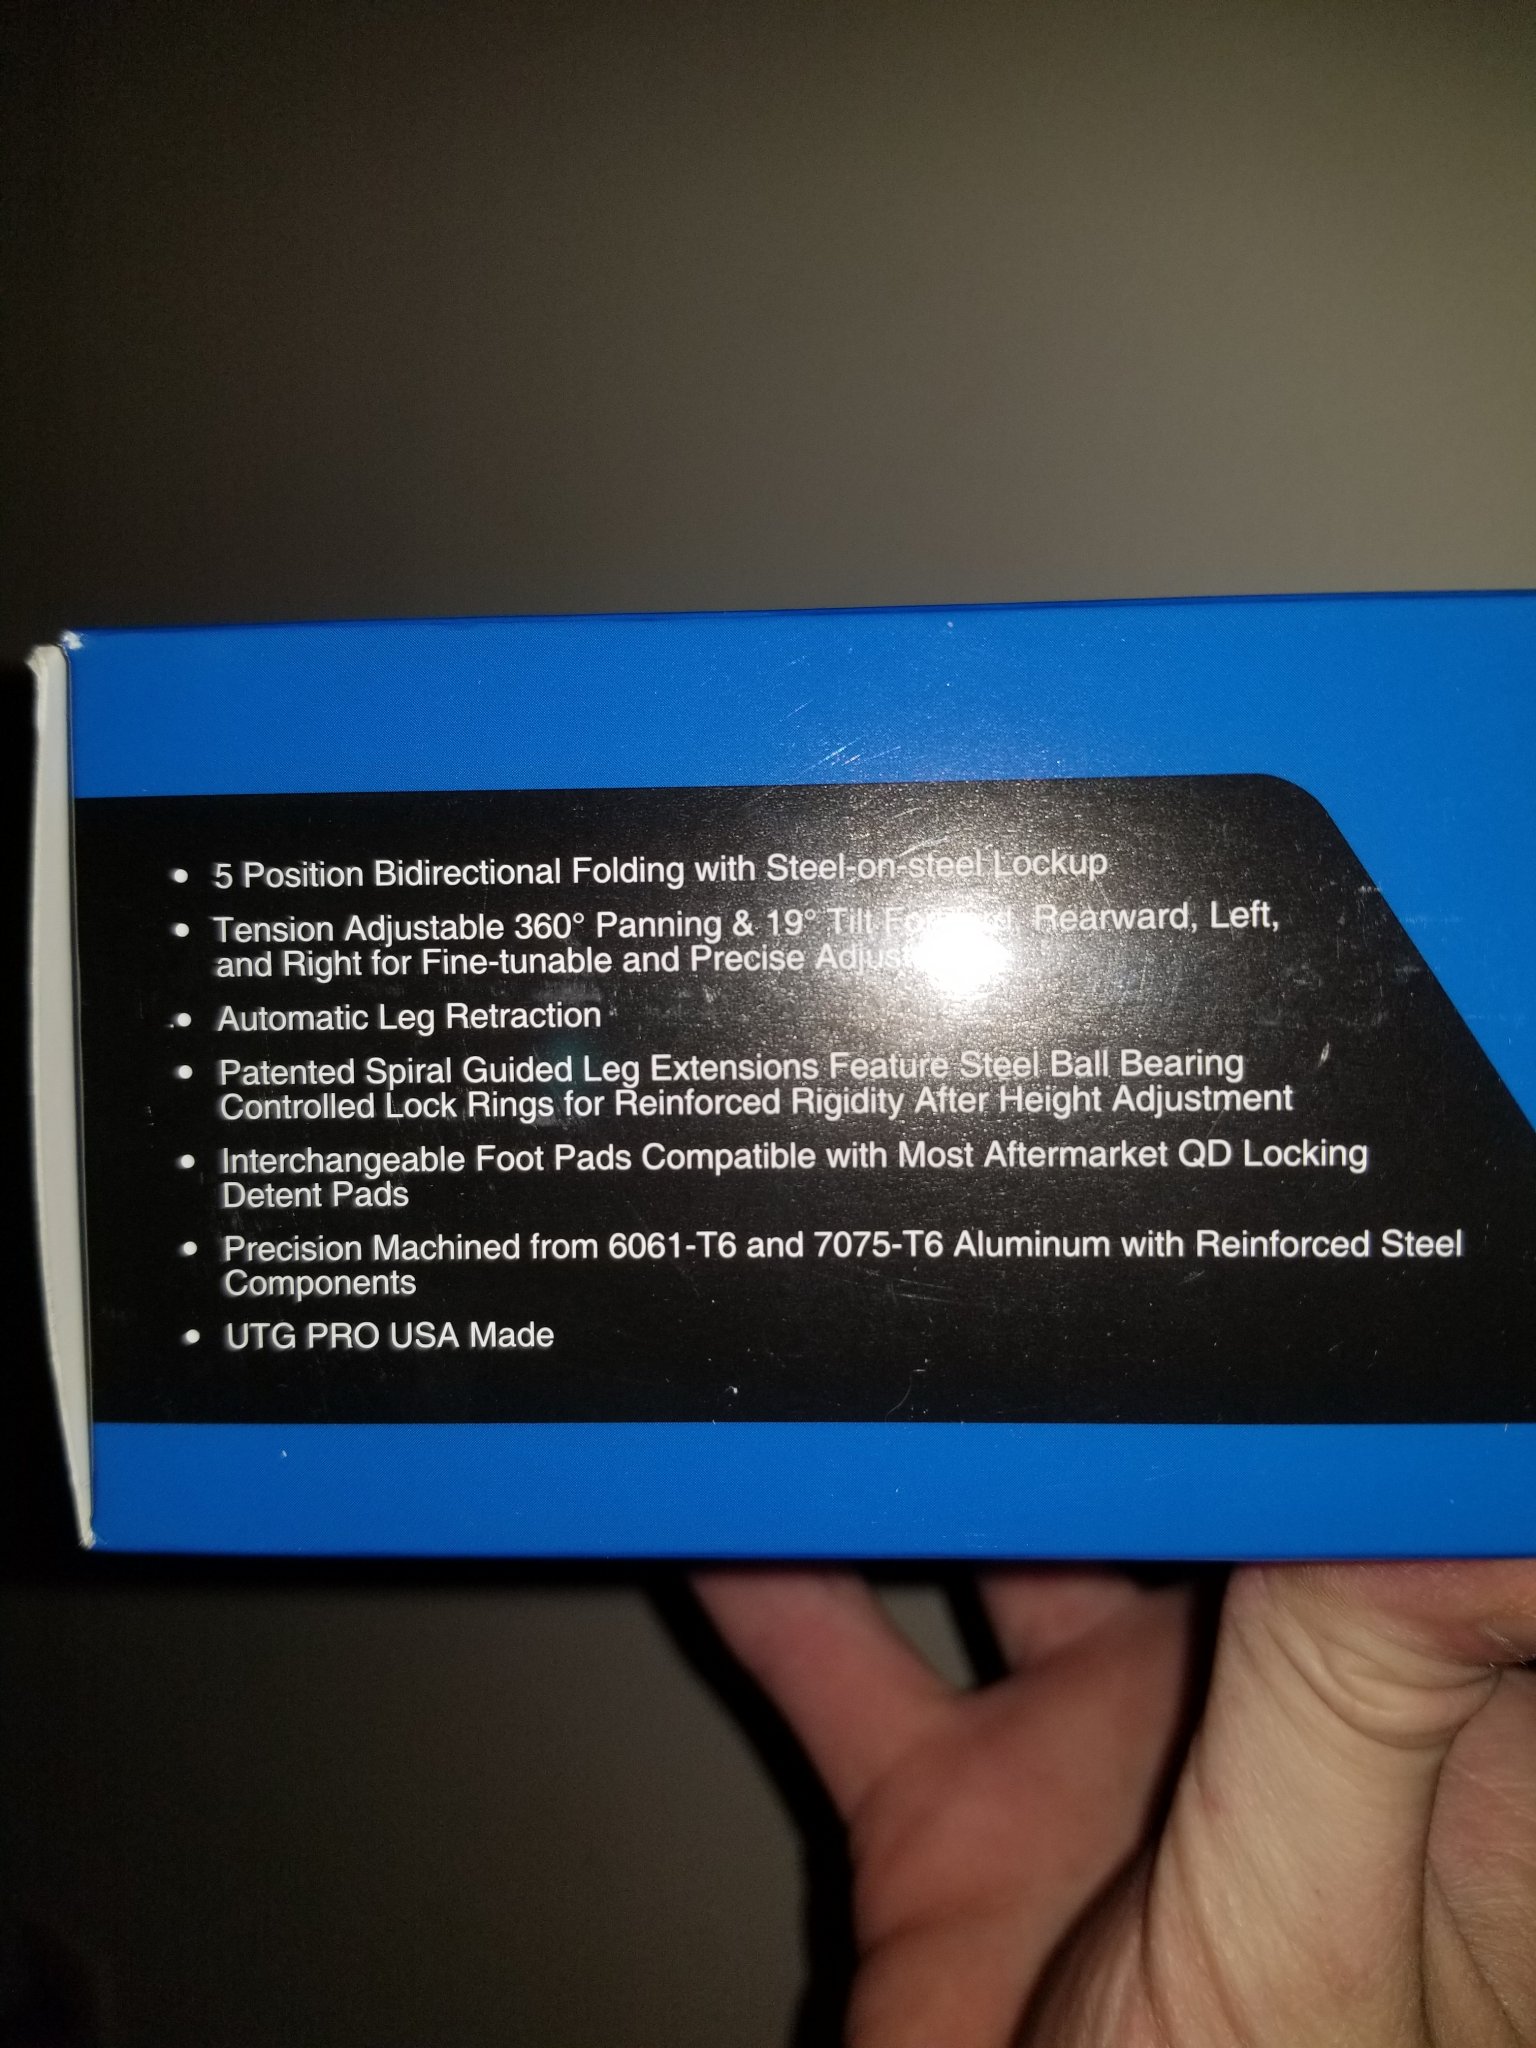 • 5 Position Bidirectional Folding with Steel-on-steel Lockup
• Tension Adjustable 360° Panning & 19° Tilt Rearward, Left,
and Right for Fine-tunable and Precise
• Automatic Leg Retraction
• Patented Spiral Guided Leg Extensions Feature Steel Ball Bearing
Controlled Lock Rings for Reinforced Rigidity After Height Adjustment
• Interchangeable Foot Pads Compatible with Most Aftermarket QD Locking
Detent Pads
• Precision Machined from 6061-T6 and 7075-T6 Aluminum with Reinforced Steel
Components
• UTG PRO USA Made